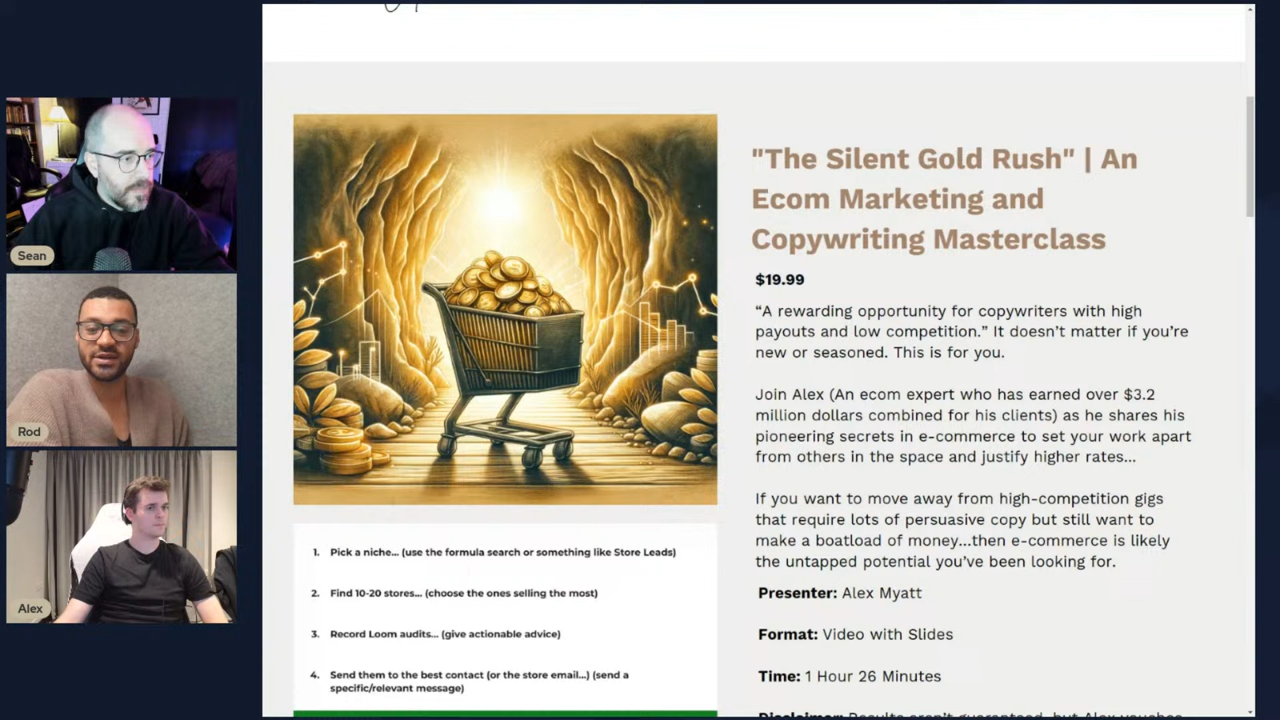 Sean
Rod
Alex
"The Silent Gold Rush" | An
Ecom Marketing and
Copywriting Masterclass
$19.99
“A rewarding opportunity for copywriters with high
payouts and low competition.” It doesn’t matter if you’re
new or seasoned. This is for you.
Join Alex (An ecom expert who has earned over $3.2
million dollars combined for his clients) as he shares his
pioneering secrets in e-commerce to set your work apart
from others in the space and justify higher rates...
If you want to move away from high-competition gigs
that require lots of persuasive copy but still want to
make a boatload of money...then e-commerce is likely
the untapped potential you’ve been looking for.
Presenter: Alex Myatt
Format: Video with Slides
Time: 1 Hour 26 Minutes
Disclaimer: Results aren’t guaranteed, but Alex vouches
1. Pick a niche... (use the formula search or something like Store Leads)
2. Find 10-20 stores... (choose the ones selling the most)
3. Record Loom audits... (give actionable advice)
4. Send them to the best contact (or the store email...) (send a
specific/relevant message)